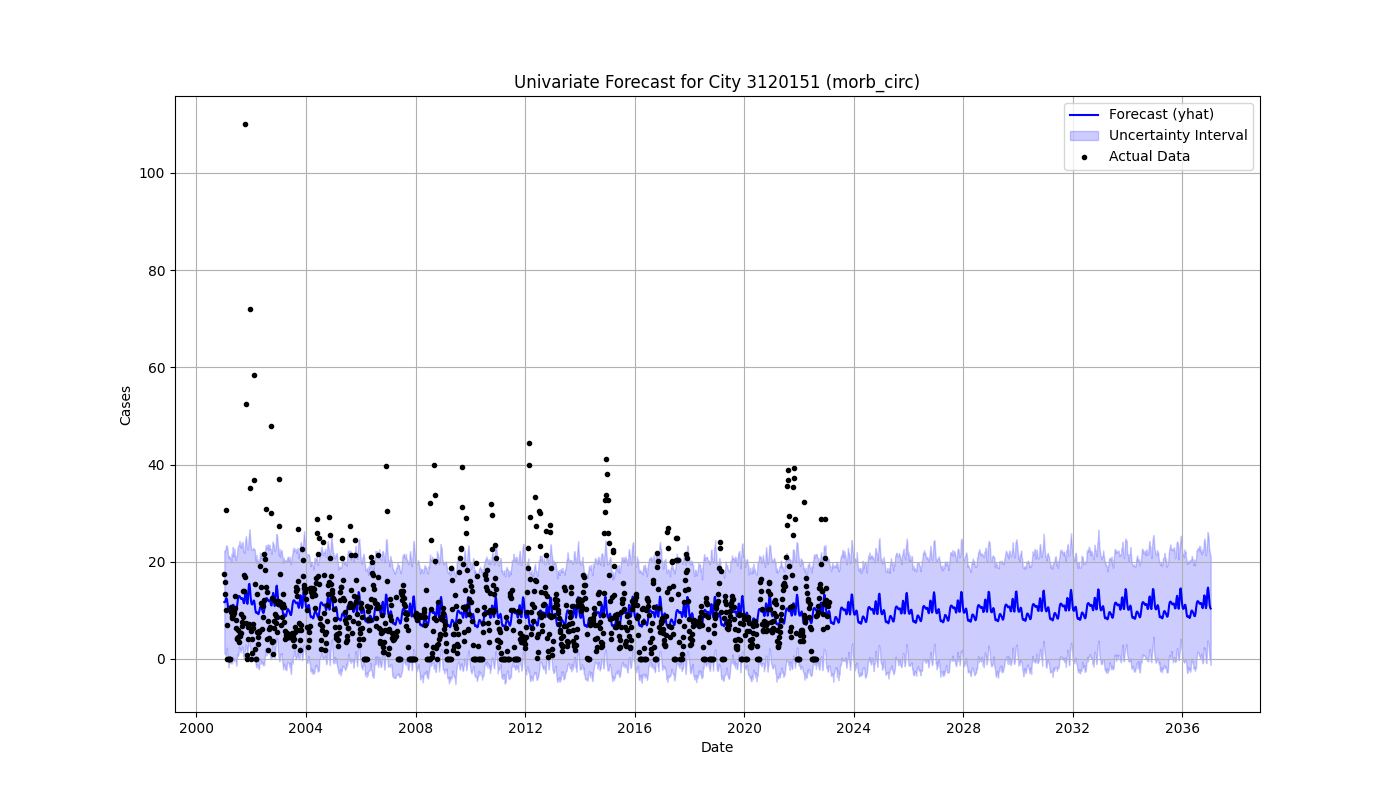 Univariate Forecast for City 3120151 (morb_circ)
Forecast (yhat)
Uncertainty Interval
Actual Data
100
80
60
40
20
0
Cases
2000 2004 2008 2012 2016 2020 2024 2028 2032 2036
Date